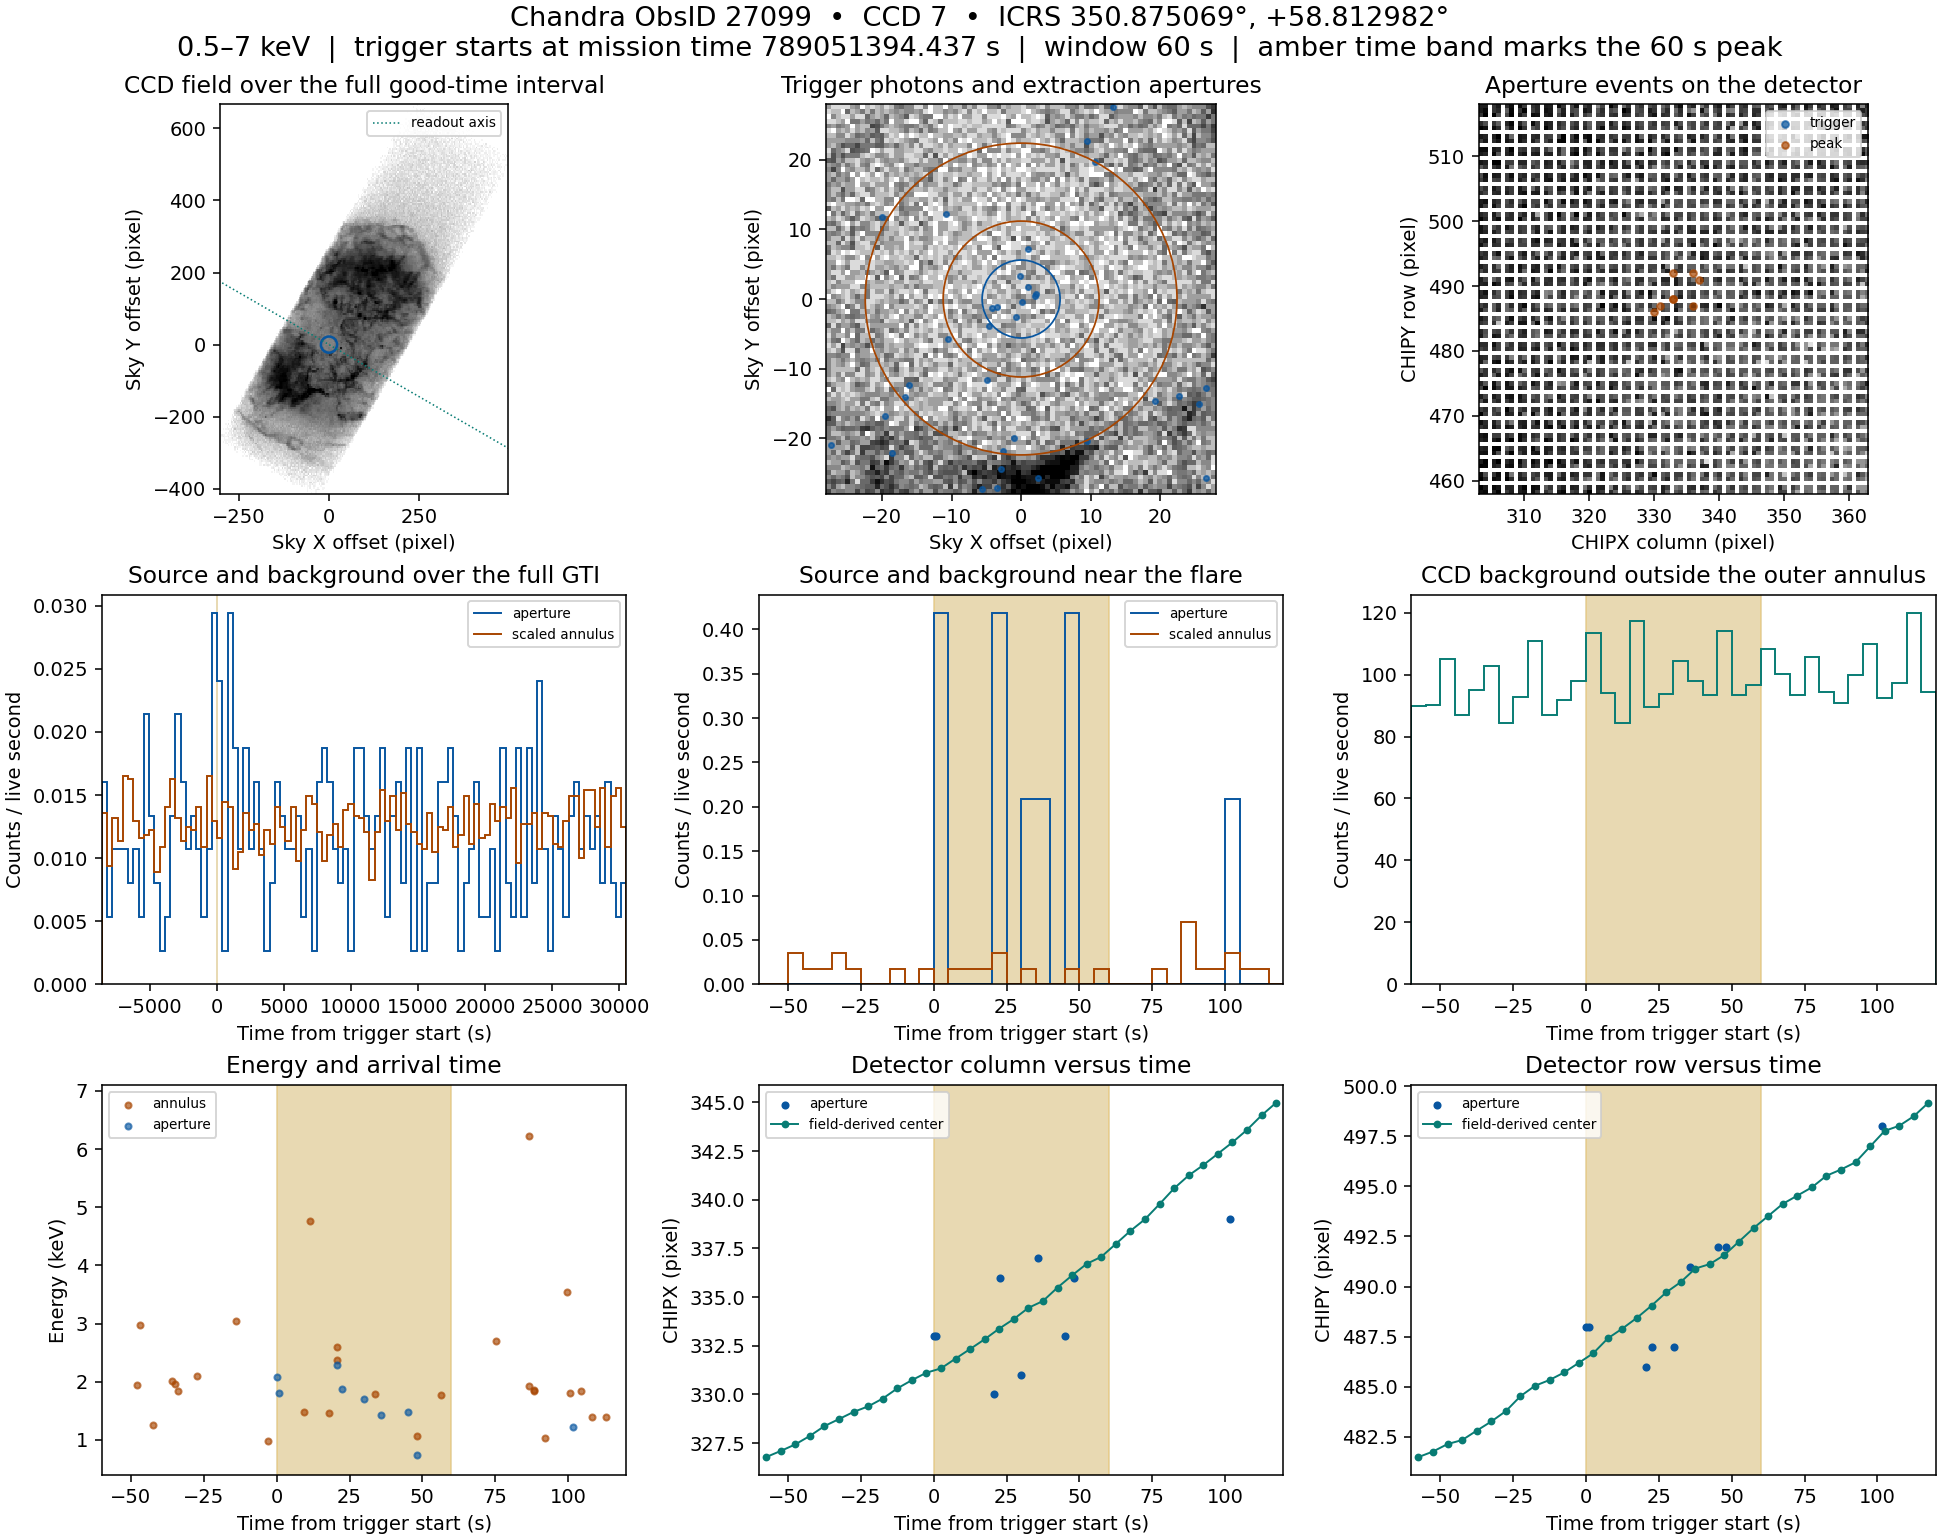 Chandra ObsID 27099 • CCD 7 • ICRS 350.875069°, +58.812982°
0.5–7 keV | trigger starts at mission time 789051394.437 s | window 60 s | amber time band marks the 60 s peak
CCD field over the full good-time interval
readout axis
600
400
200
0
−200
−400
−250
0
250
Sky Y offset (pixel)
Sky X offset (pixel)
Trigger photons and extraction apertures
20
10
0
−10
−20
−20
−10
0
10
20
Sky Y offset (pixel)
Sky X offset (pixel)
Aperture events on the detector
trigger
peak
510
500
490
480
470
460
310
320
330
340
350
360
CHIPY row (pixel)
CHIPX column (pixel)
Source and background over the full GTI
aperture
scaled annulus
0.030
0.025
0.020
0.015
0.010
0.005
0.000
−5000
0
5000
10000
15000
20000
25000
30000
Counts / live second
Time from trigger start (s)
Source and background near the flare
aperture
scaled annulus
0.40
0.35
0.30
0.25
0.20
0.15
0.10
0.05
0.00
−50
−25
0
25
50
75
100
Counts / live second
Time from trigger start (s)
CCD background outside the outer annulus
120
100
80
60
40
20
0
−50
−25
0
25
50
75
100
Counts / live second
Time from trigger start (s)
Energy and arrival time
annulus
aperture
7
6
5
4
3
2
1
−50
−25
0
25
50
75
100
Energy (keV)
Time from trigger start (s)
Detector column versus time
aperture
field-derived center
345.0
342.5
340.0
337.5
335.0
332.5
330.0
327.5
−50
−25
0
25
50
75
100
CHIPX (pixel)
Time from trigger start (s)
Detector row versus time
aperture
field-derived center
500.0
497.5
495.0
492.5
490.0
487.5
485.0
482.5
−50
−25
0
25
50
75
100
CHIPY (pixel)
Time from trigger start (s)